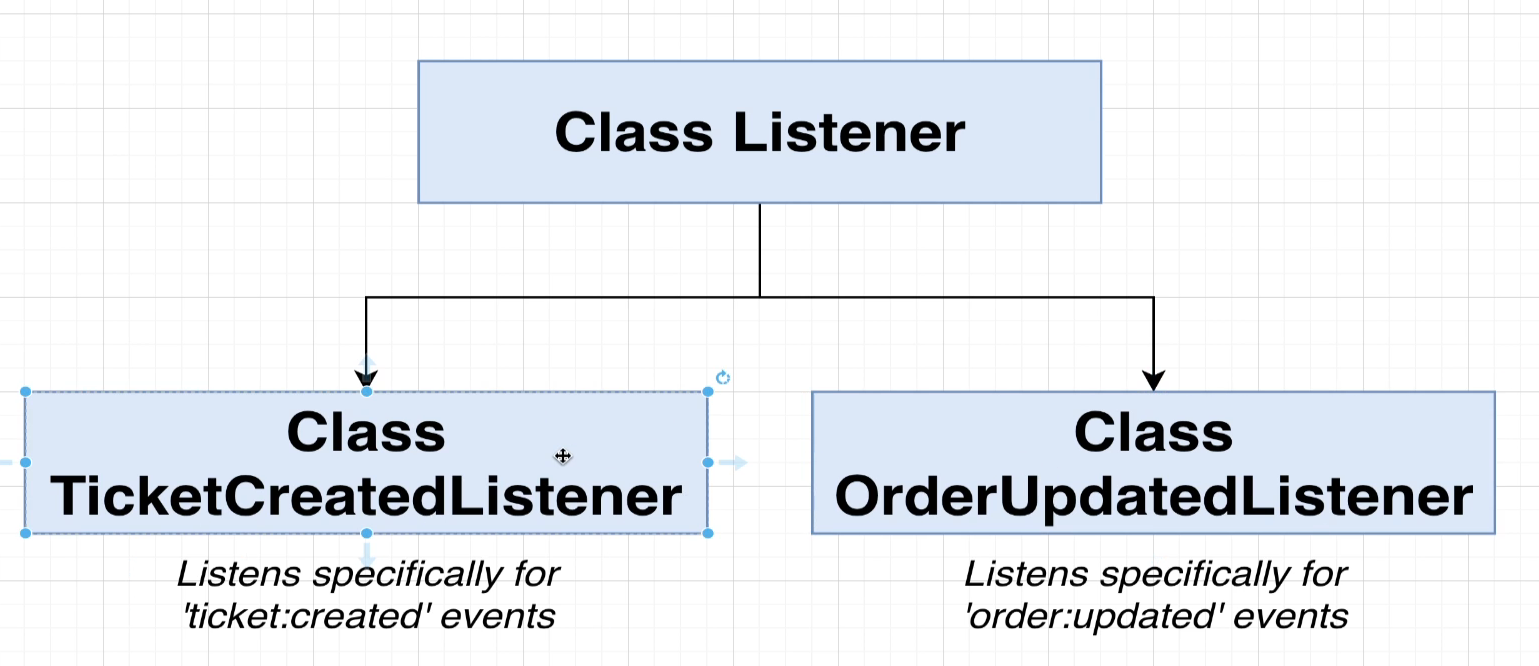 Class Listener
Class
TicketCreatedListener
Listens specifically for
'ticket:created' events
Class
OrderUpdatedListener
Listens specifically for
'order:updated' events